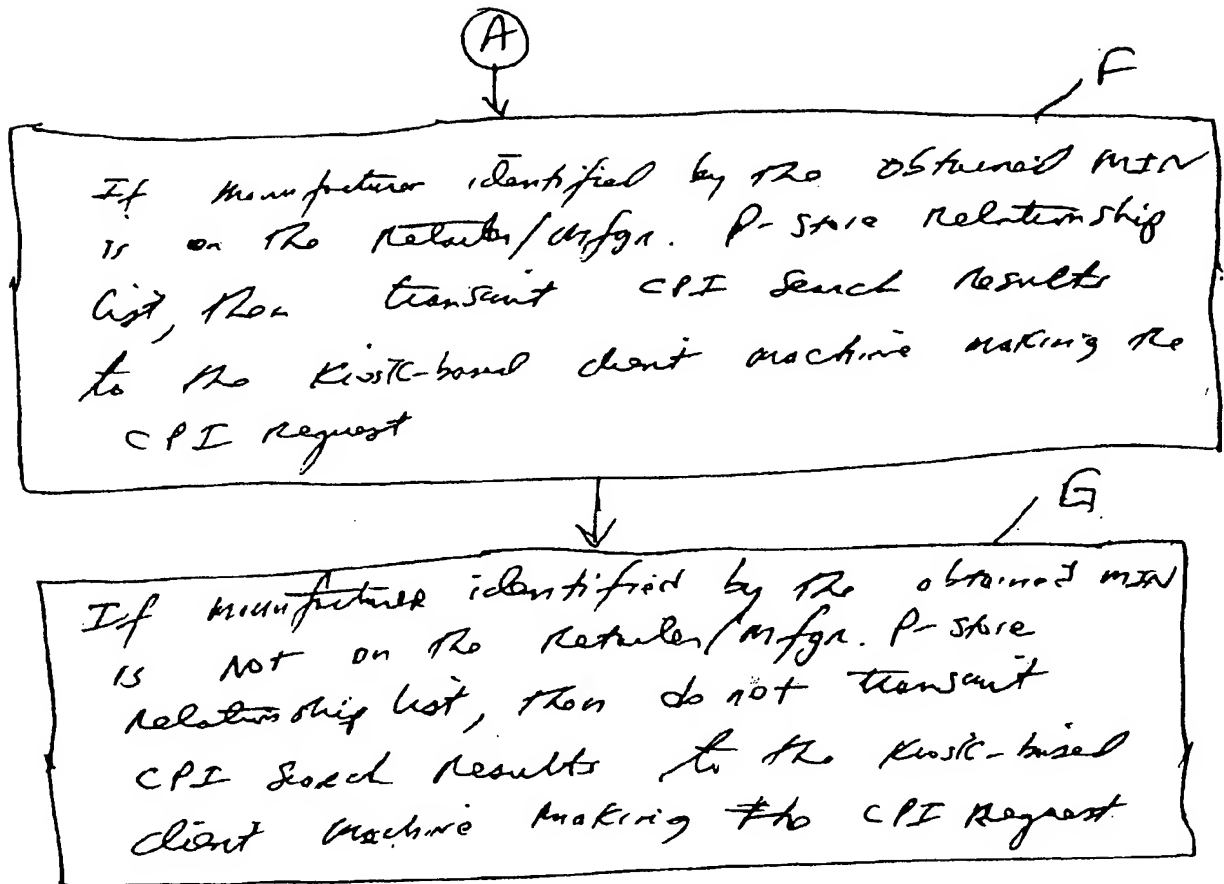 A
F
If manufacturer identified by the obtained MIN
is on the Retailer/Mfgr. P-store relationship
list, then transmit CPI search results
to the Kiosk-based client machine making the
CPI Request
G
If manufacturer identified by the obtained MIN
is Not on the Retailer/Mfgr. P-store
relationship list, then do not transmit
CPI Search Results to the Kiosk-based
client machine making the CPI Request